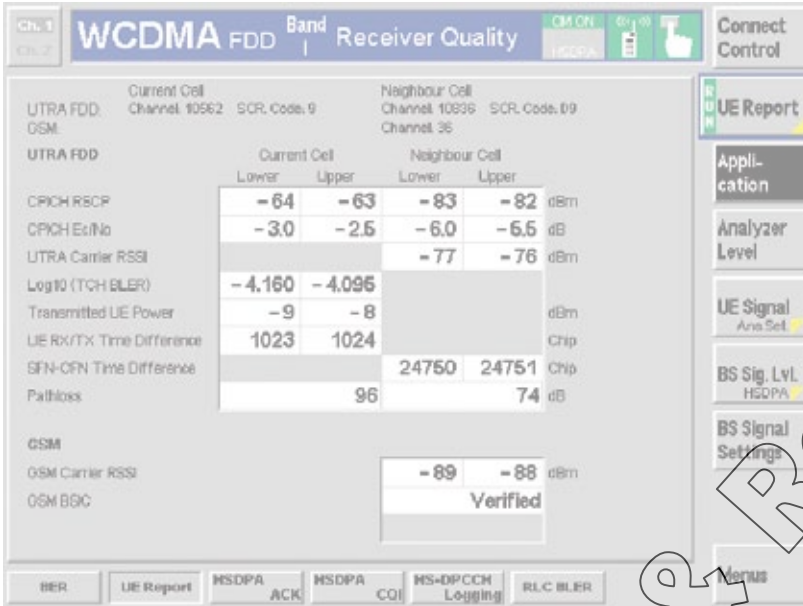 Ch. 1
Ch. 2
WCDMA FDD Band I Receiver Quality
CM ON
HSDPA
Connect Control
Current Cell Neighbour Cell
UTRA FDD: Channel: 10562 SCR. Code: 9 Channel: 10836 SCR. Code: D9
GSM: Channel: 36
UTRA FDD Current Cell Neighbour Cell
Lower Upper Lower Upper
CPICH RSCP -64 -63 -83 -82 dBm
CPICH Ec/No -3.0 -2.5 -6.0 -5.5 dB
UTRA Carrier RSSI -77 -76 dBm
Log10 (TCH BLER) -4.160 -4.095
Transmitted UE Power -9 -8 dBm
UE RX/TX Time Difference 1023 1024 Chip
SFN-CFN Time Difference 24750 24751 Chip
Pathloss 96 74 dB
GSM
GSM Carrier RSSI -89 -88 dBm
GSM BSIC Verified
RUN
UE Report
Appli-
cation
Analyzer
Level
UE Signal
Ana.Set.
BS Sig. Lvl.
HSDPA
BS Signal
Settings
Menus
BER
UE Report
HSDPA ACK
HSDPA CQI
HS-DPCCH Logging
RLC BLER
& R